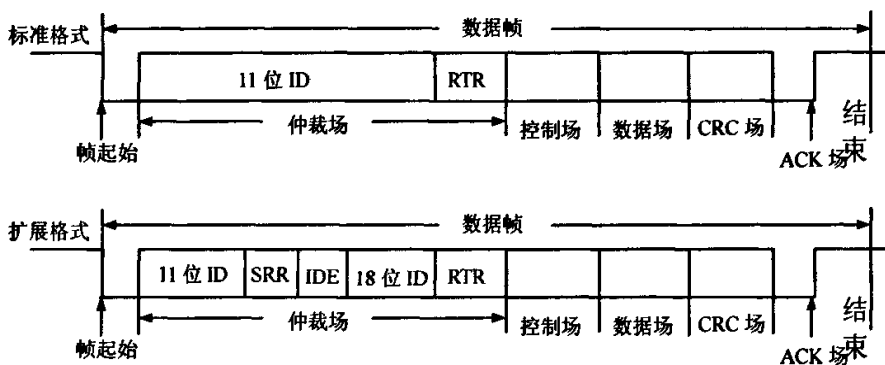 数据帧
标准格式
11 位 ID RTR
仲裁场 控制场 数据场 CRC 场
帧起始
ACK 场
结束
数据帧
扩展格式
11 位 ID SRR IDE 18 位 ID RTR
仲裁场 控制场 数据场 CRC 场
帧起始
ACK 场
结束